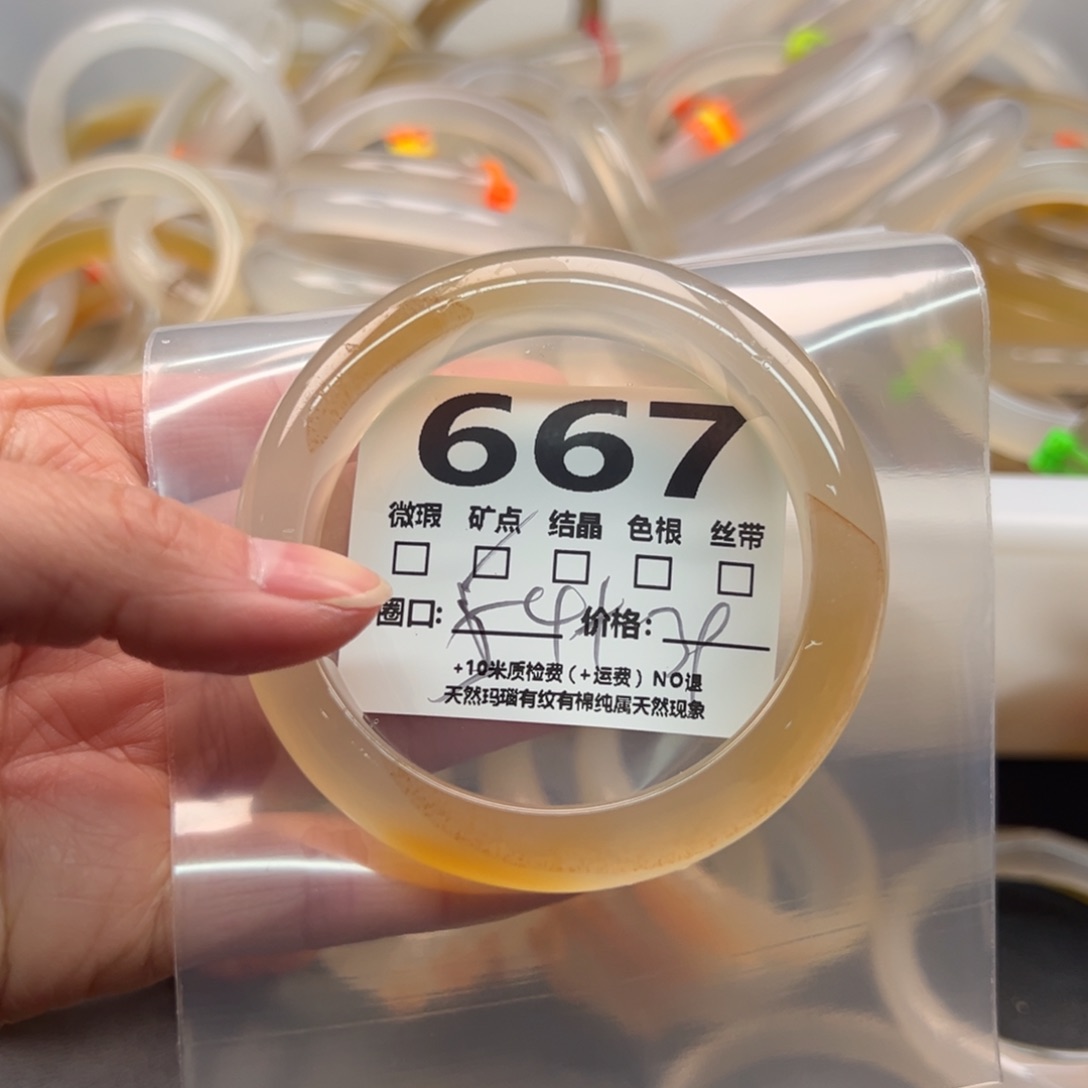 667
微瑕 矿点 结晶 色根 丝带
圈口: 价格:
+10米质检费(+运费) NO退
天然玛瑙有纹有棉纯属天然现象